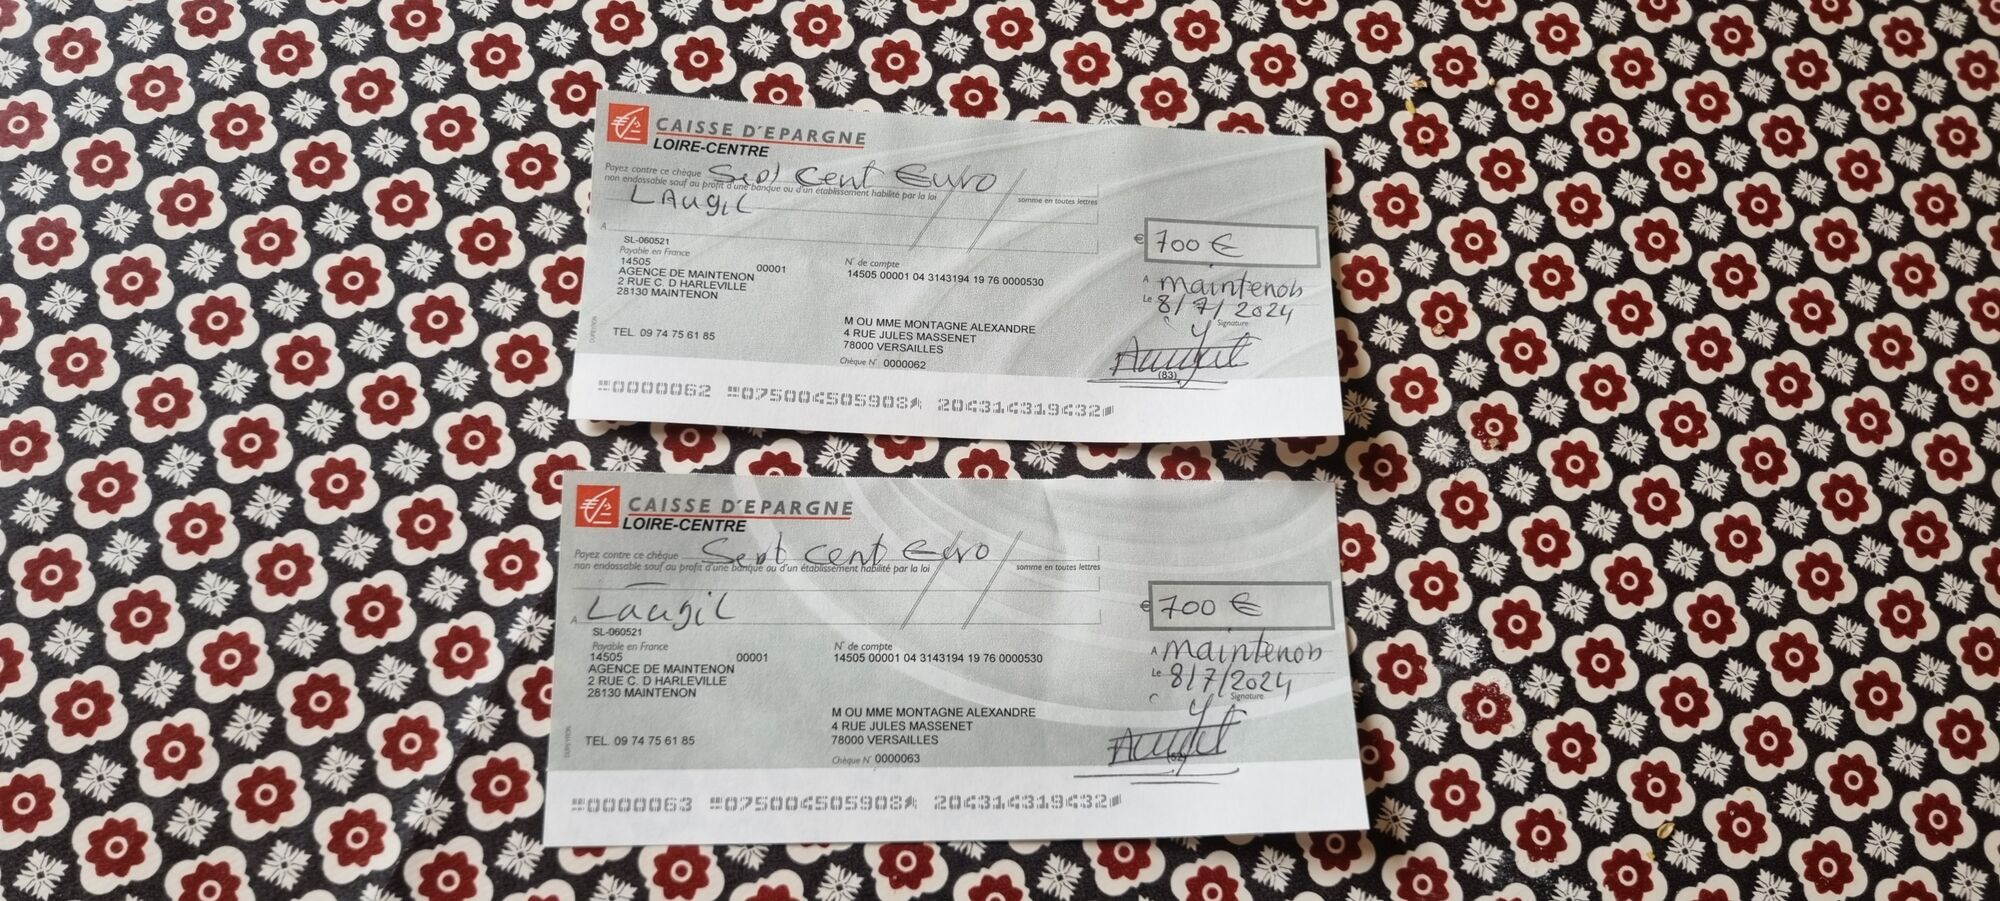 CAISSE D'EPARGNE
LOIRE-CENTRE
Payez contre ce chèque Sept cent Euro
non endossable sauf au profit d'une banque ou d'un établissement habilité par la loi
somme en toutes lettres
LAugiL
A
€ 700 €
SL-060521
Payable en France
14505 00001
AGENCE DE MAINTENON
2 RUE C. D HARLEVILLE
28130 MAINTENON
N° de compte
14505 00001 04 3143194 19 76 0000530
A Maintenon
Le 8/7/2024
Signature
TEL. 09 74 75 61 85
M OU MME MONTAGNE ALEXANDRE
4 RUE JULES MASSENET
78000 VERSAILLES
Chèque N° 0000062
(83)
0000062 075004505908 204314319432
CAISSE D'EPARGNE
LOIRE-CENTRE
Payez contre ce chèque Sept cent Euro
non endossable sauf au profit d'une banque ou d'un établissement habilité par la loi
somme en toutes lettres
A LaugiL
€ 700 €
SL-060521
Payable en France
14505 00001
AGENCE DE MAINTENON
2 RUE C. D HARLEVILLE
28130 MAINTENON
N° de compte
14505 00001 04 3143194 19 76 0000530
A Maintenon
Le 8/7/2024
Signature
TEL. 09 74 75 61 85
M OU MME MONTAGNE ALEXANDRE
4 RUE JULES MASSENET
78000 VERSAILLES
Chèque N° 0000063
0000063 075004505908 204314319432